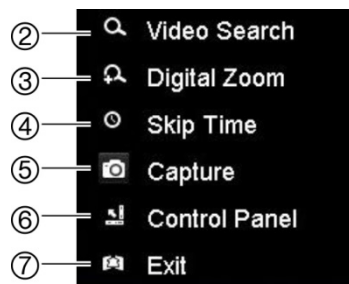 ② Video Search
③ Digital Zoom
④ Skip Time
⑤ Capture
⑥ Control Panel
⑦ Exit